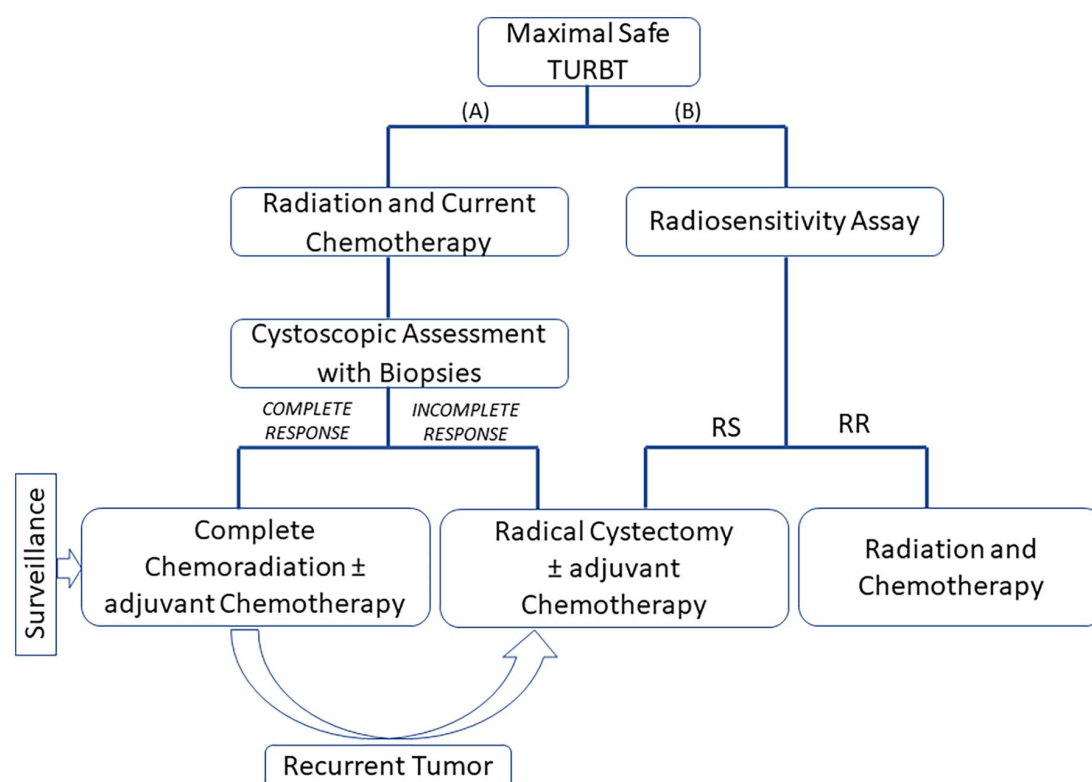 Maximal Safe
TURBT
(A)
(B)
Radiation and Current
Chemotherapy
Radiosensitivity Assay
Cystoscopic Assessment
with Biopsies
COMPLETE
RESPONSE
INCOMPLETE
RESPONSE
RS
RR
Surveillance
Complete
Chemoradiation ±
adjuvant Chemotherapy
Radical Cystectomy
± adjuvant
Chemotherapy
Radiation and
Chemotherapy
Recurrent Tumor